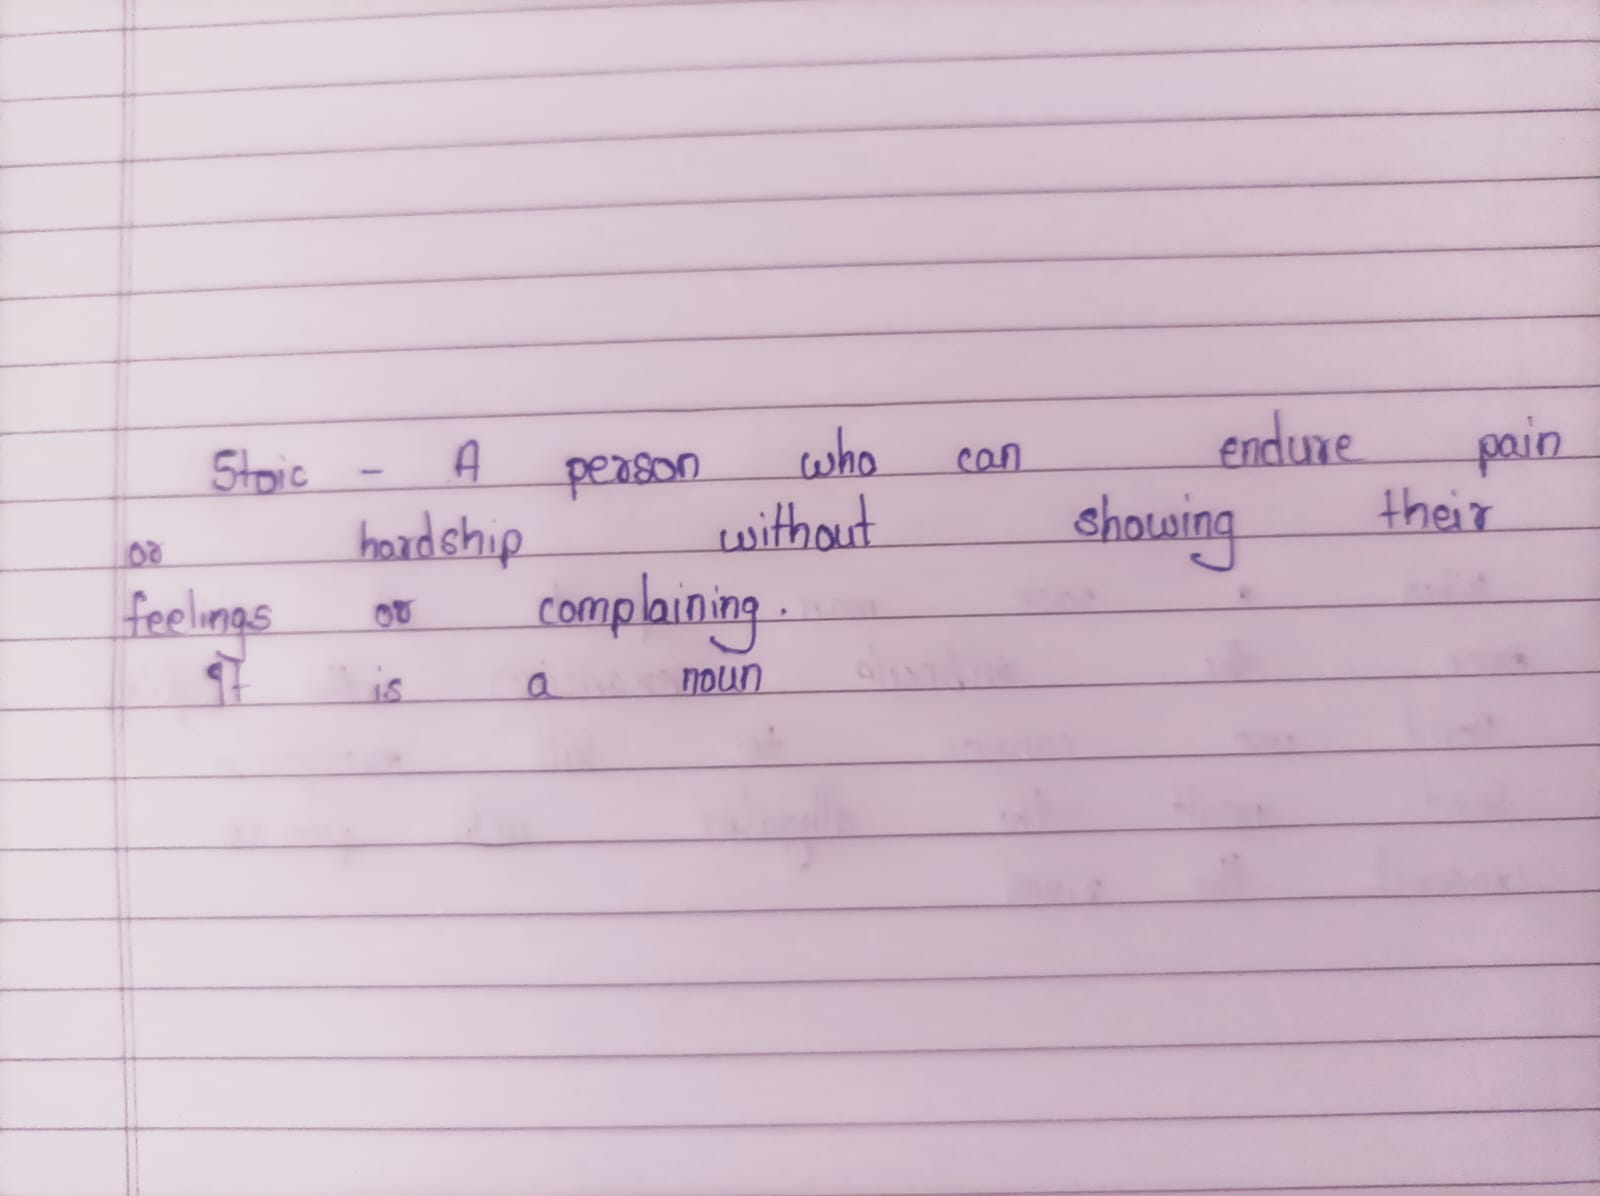 Stoic - A person who can endure pain
or hardship without showing their
feelings or complaining.
It is a noun